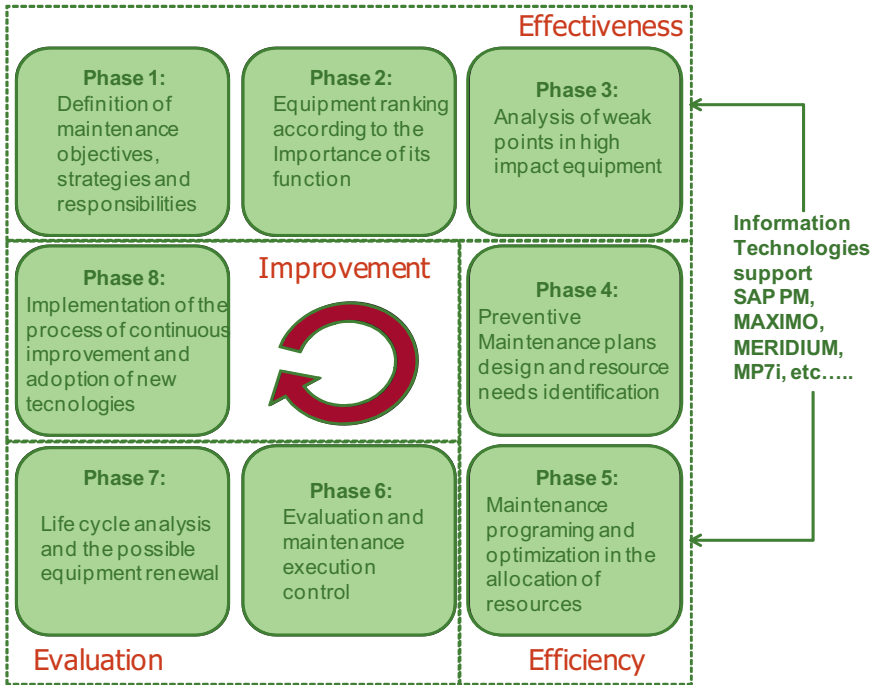 Effectiveness
Phase 1:
Definition of
maintenance
objectives,
strategies and
responsibilities
Phase 2:
Equipment ranking
according to the
Importance of its
function
Phase 3:
Analysis of weak
points in high
impact equipment
Information
Technologies
support
SAP PM,
MAXIMO,
MERIDIUM,
MP7i, etc…..
Phase 8:
Implementation of the
process of continuous
improvement and
adoption of new
tecnologies
Improvement
Phase 4:
Preventive
Maintenance plans
design and resource
needs identification
Phase 7:
Life cycle analysis
and the possible
equipment renewal
Phase 6:
Evaluation and
maintenance
execution
control
Phase 5:
Maintenance
programing and
optimization in the
allocation of
resources
Evaluation
Efficiency